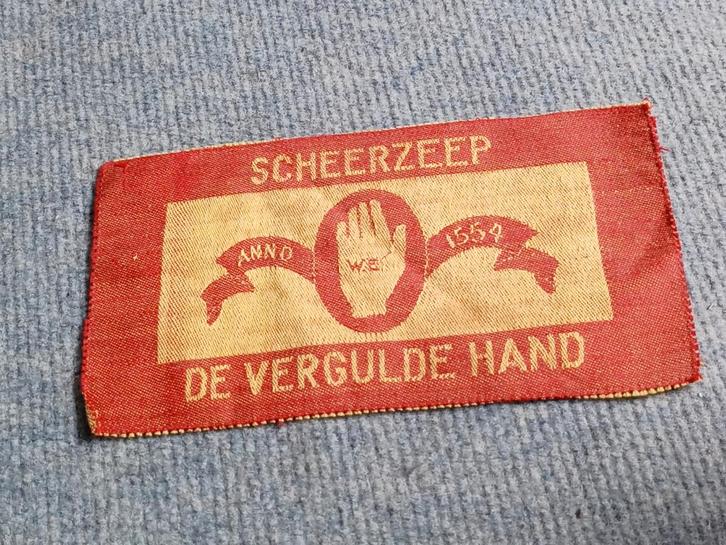 SCHEERZEEP
ANNO 1554
W.E.
DE VERGULDE HAND